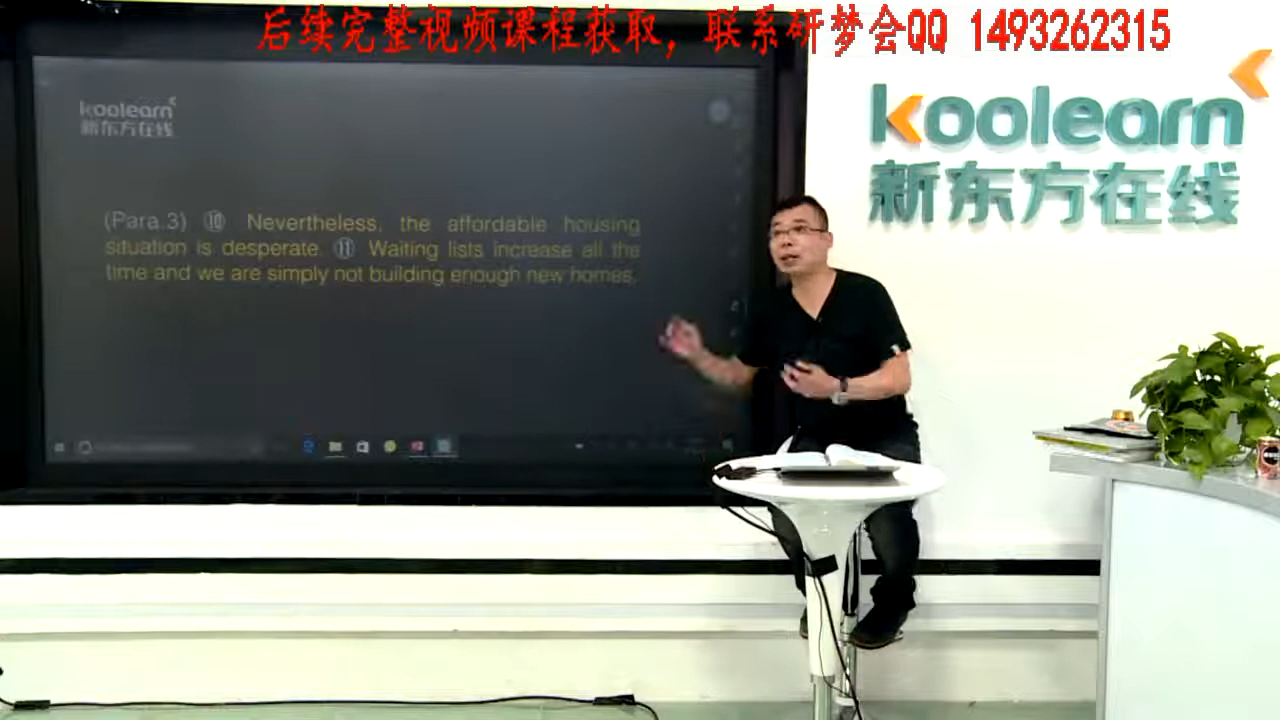 后续完整视频课程获取，联系研梦会QQ 1493262315
koolearn
新东方在线
koolearn
新东方在线
(Para.3) ⑩ Nevertheless, the affordable housing
situation is desperate. ⑪ Waiting lists increase all the
time and we are simply not building enough new homes.